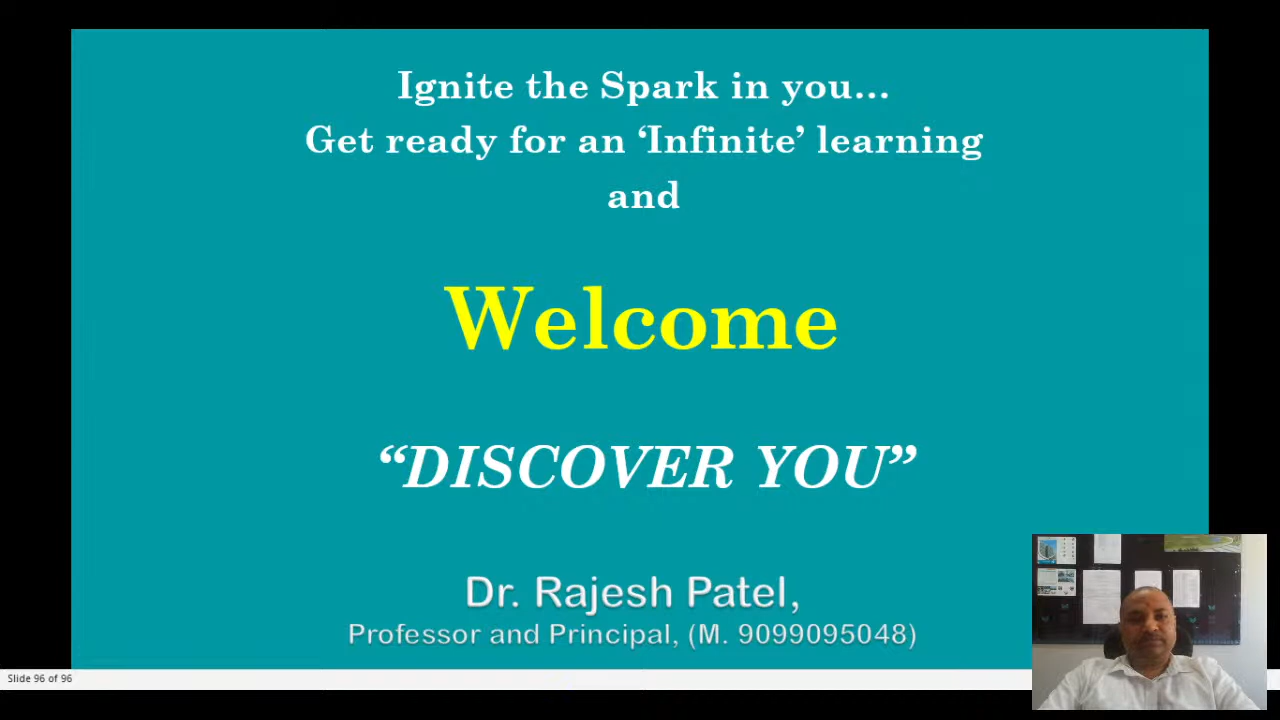 Ignite the Spark in you...
Get ready for an ‘Infinite’ learning
and
Welcome
“DISCOVER YOU”
Dr. Rajesh Patel,
Professor and Principal, (M. 9099095048)
Slide 96 of 96